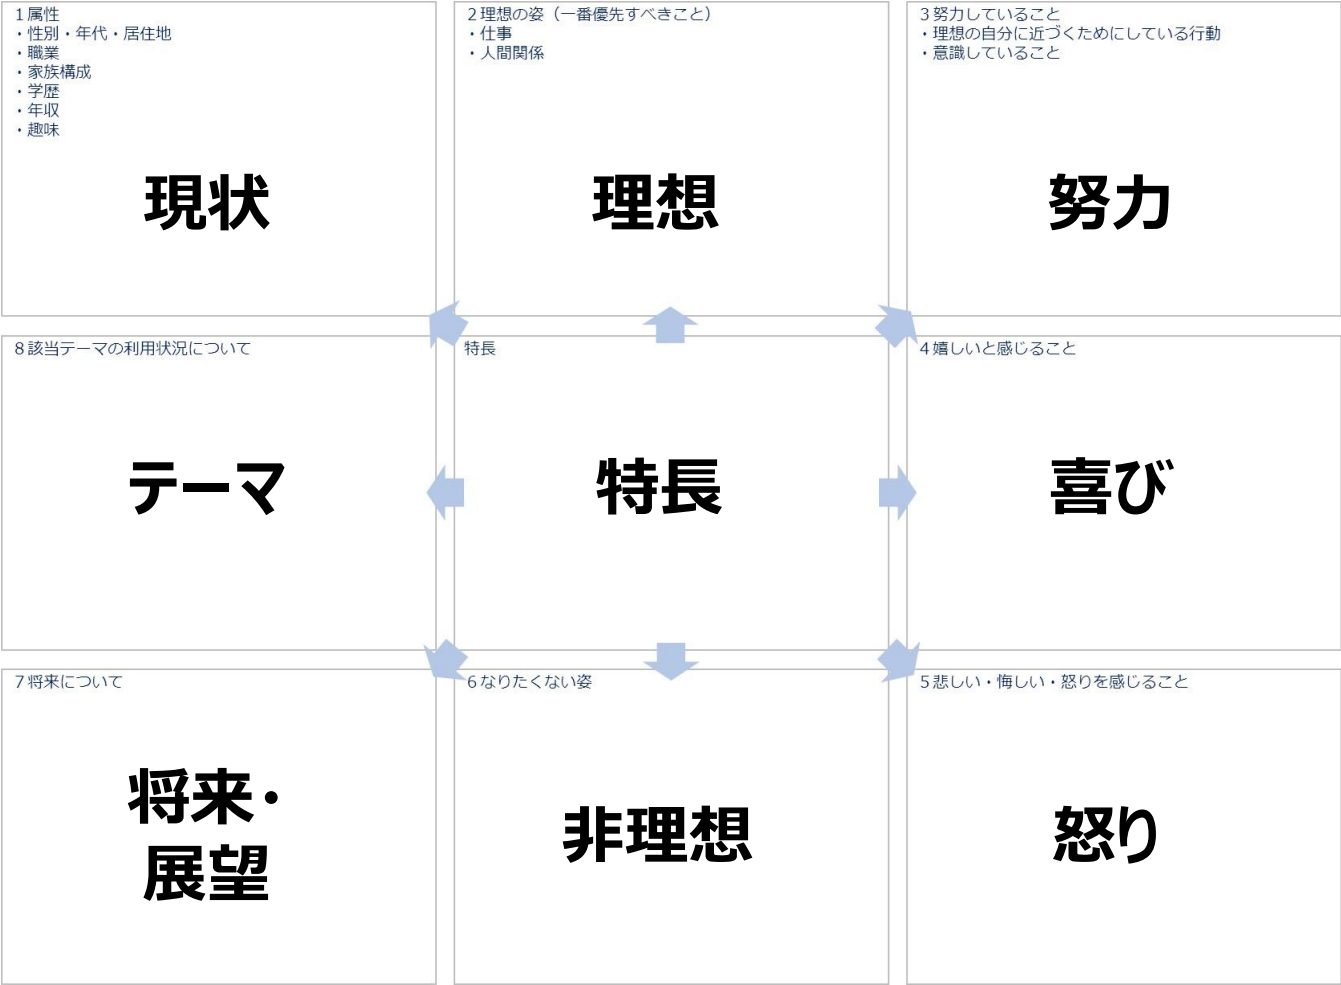 1属性
・性別・年代・居住地
・職業
・家族構成
・学歴
・年収
・趣味
現状
2理想の姿（一番優先すべきこと）
・仕事
・人間関係
理想
3努力していること
・理想の自分に近づくためにしている行動
・意識していること
努力
8該当テーマの利用状況について
テーマ
特長
特長
4嬉しいと感じること
喜び
7将来について
将来・
展望
6なりたくない姿
非理想
5悲しい・悔しい・怒りを感じること
怒り